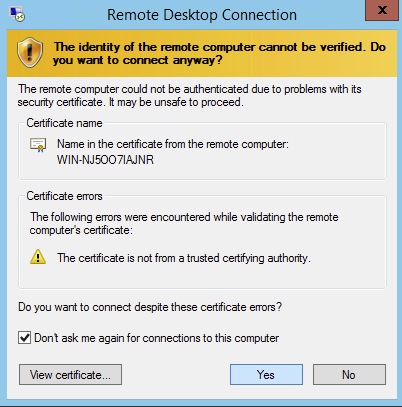 Remote Desktop Connection
The identity of the remote computer cannot be verified. Do
you want to connect anyway?
The remote computer could not be authenticated due to problems with its
security certificate. It may be unsafe to proceed.
Certificate name
Name in the certificate from the remote computer:
WIN-NJ5OO7IAJNR
Certificate errors
The following errors were encountered while validating the remote
computer's certificate:
The certificate is not from a trusted certifying authority.
Do you want to connect despite these certificate errors?
Don't ask me again for connections to this computer
View certificate...
Yes
No